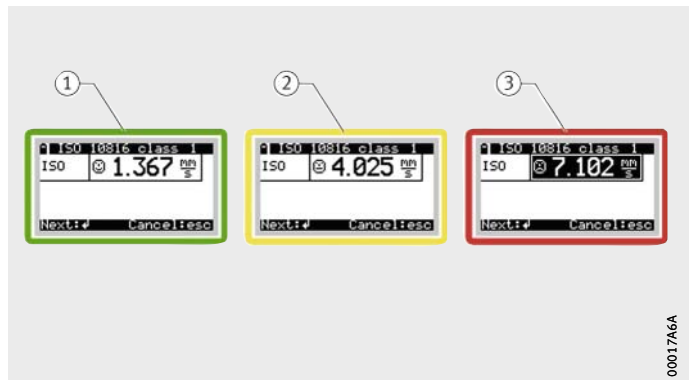 1
2
3
ISO 10816 class 1
ISO 1.367 mm/s
Next:↲ Cancel:esc
ISO 10816 class 1
ISO 4.025 mm/s
Next:↲ Cancel:esc
ISO 10816 class 1
ISO 7.102 mm/s
Next:↲ Cancel:esc
00017A6A